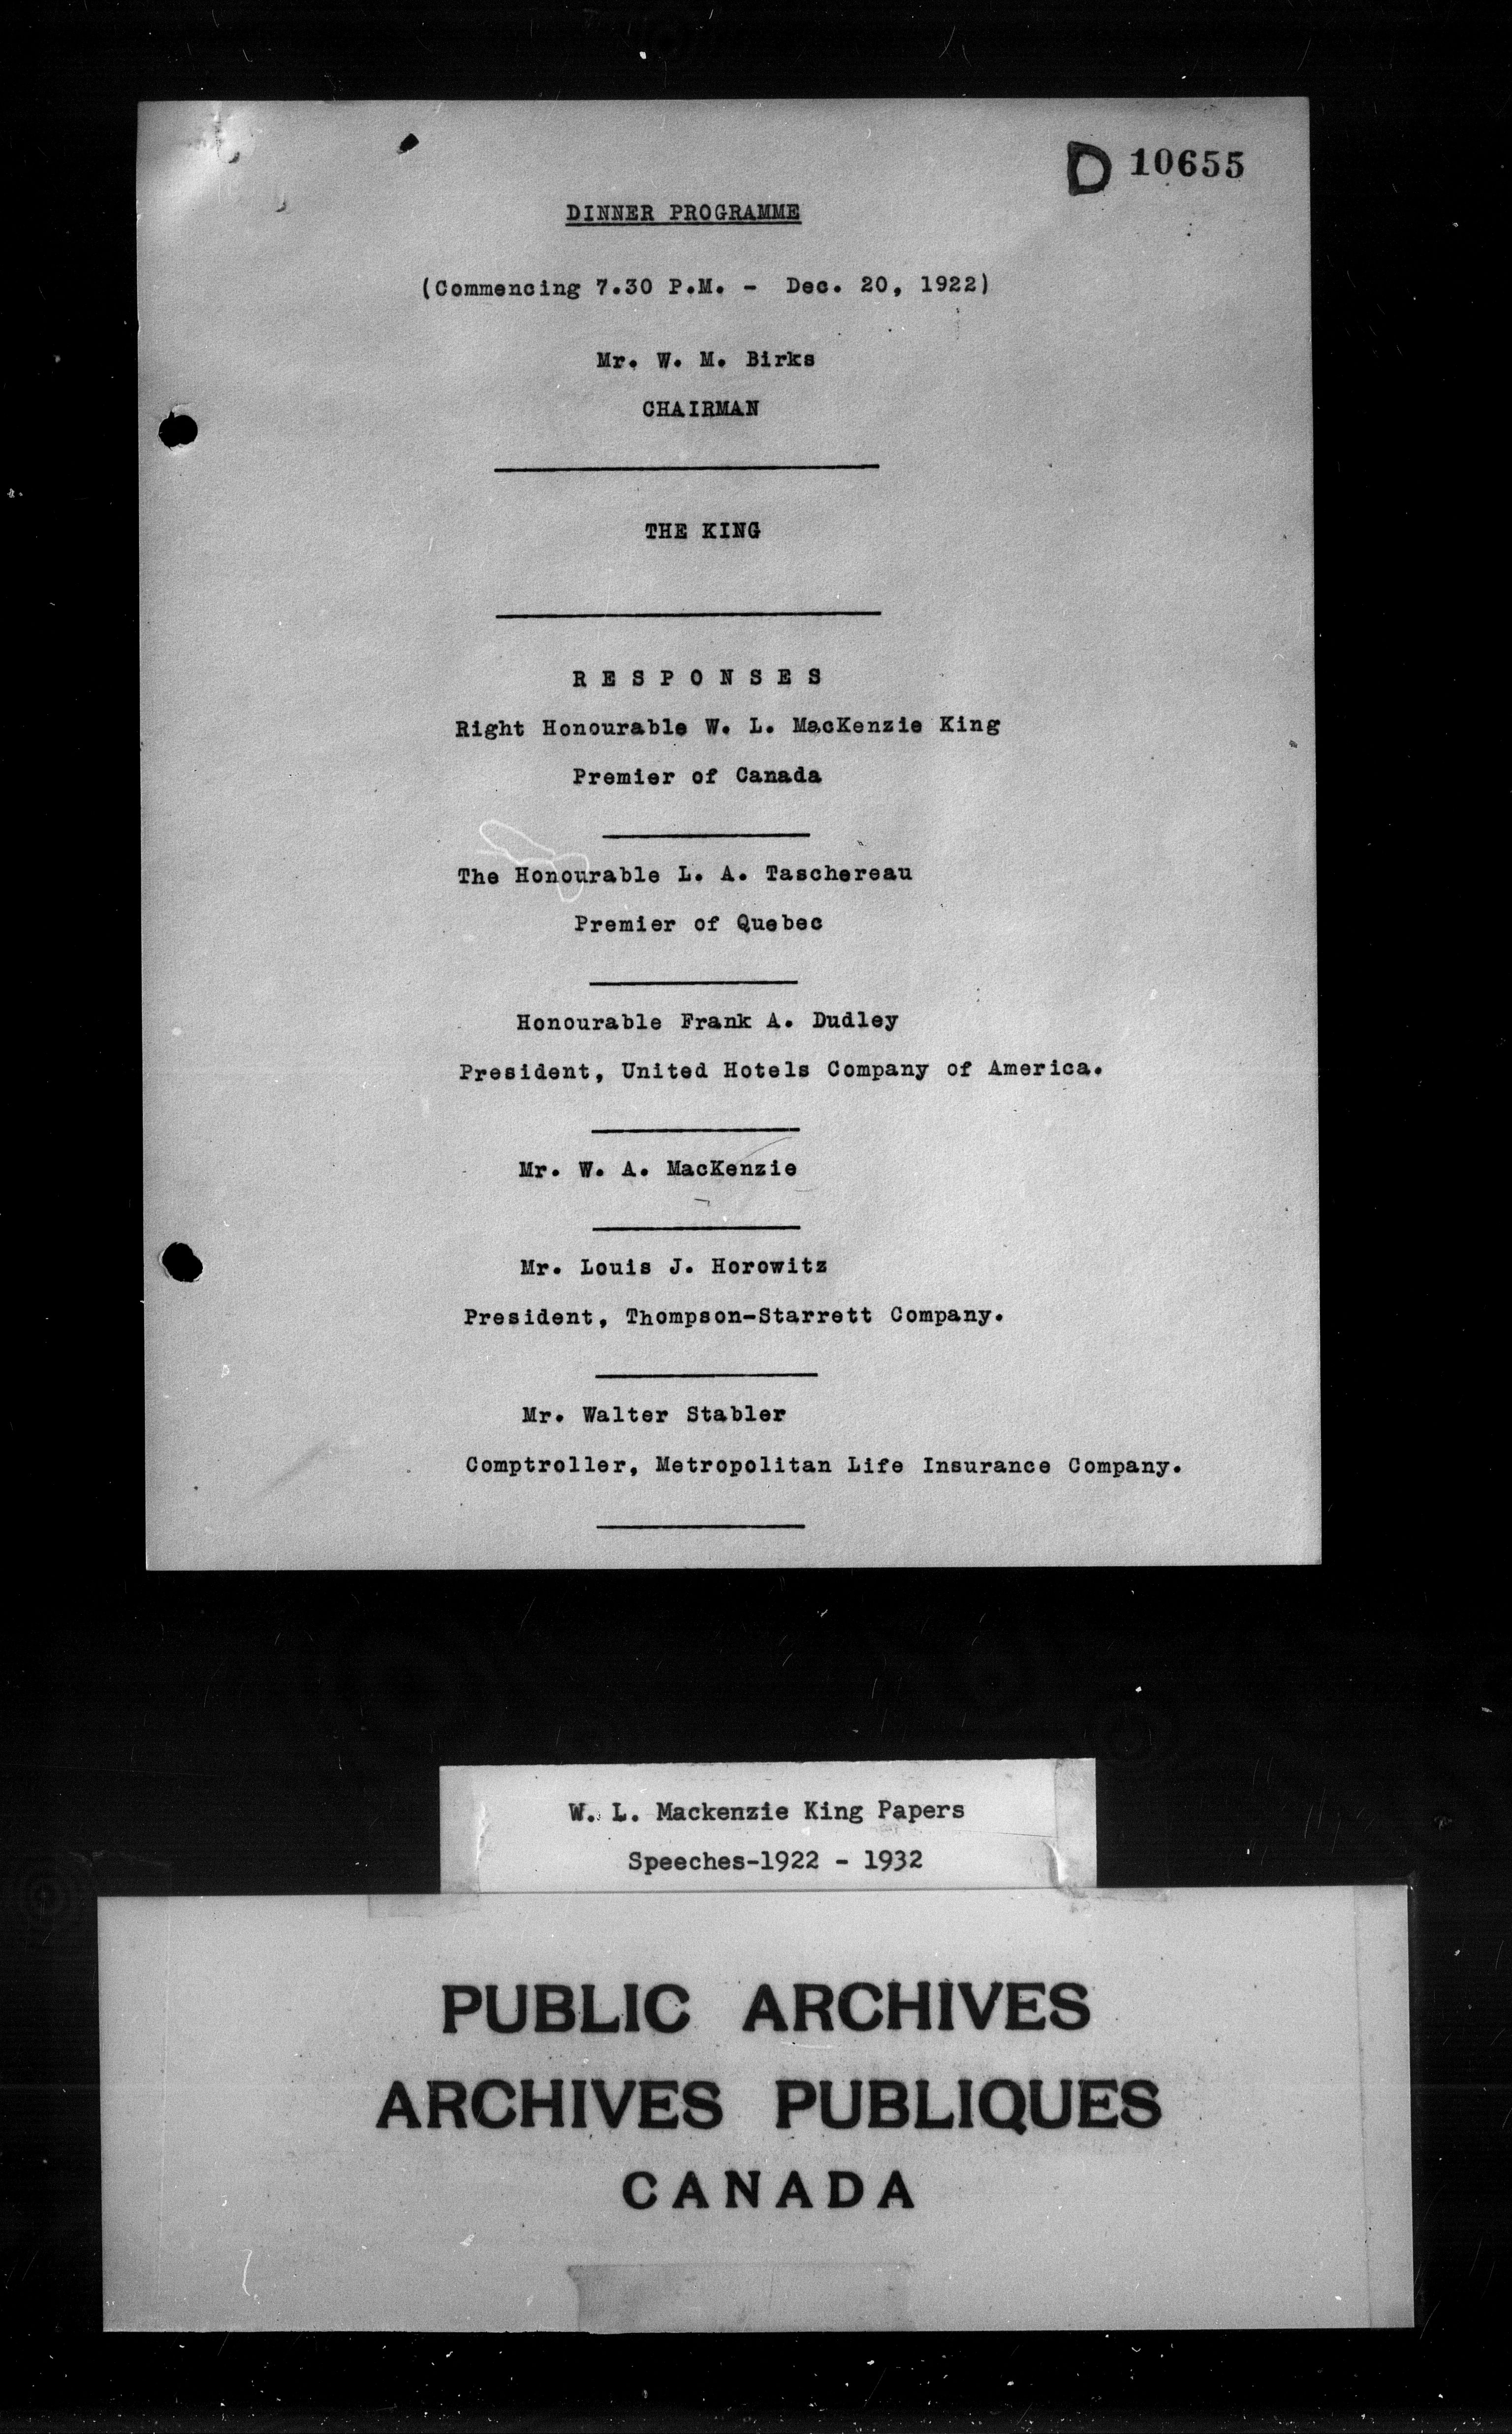 D 10655
DINNER PROGRAMME
(Commencing 7.30 P.M. - Dec. 20, 1922)
Mr. W. M. Birks
CHAIRMAN
THE KING
RESPONSES
Right Honourable W. L. MacKenzie King
Premier of Canada
The Honourable L. A. Taschereau
Premier of Quebec
Honourable Frank A. Dudley
President, United Hotels Company of America.
Mr. W. A. MacKenzie
Mr. Louis J. Horowitz
President, Thompson-Starrett Company.
Mr. Walter Stabler
Comptroller, Metropolitan Life Insurance Company.
W. L. Mackenzie King Papers
Speeches-1922 - 1932
PUBLIC ARCHIVES
ARCHIVES PUBLIQUES
CANADA